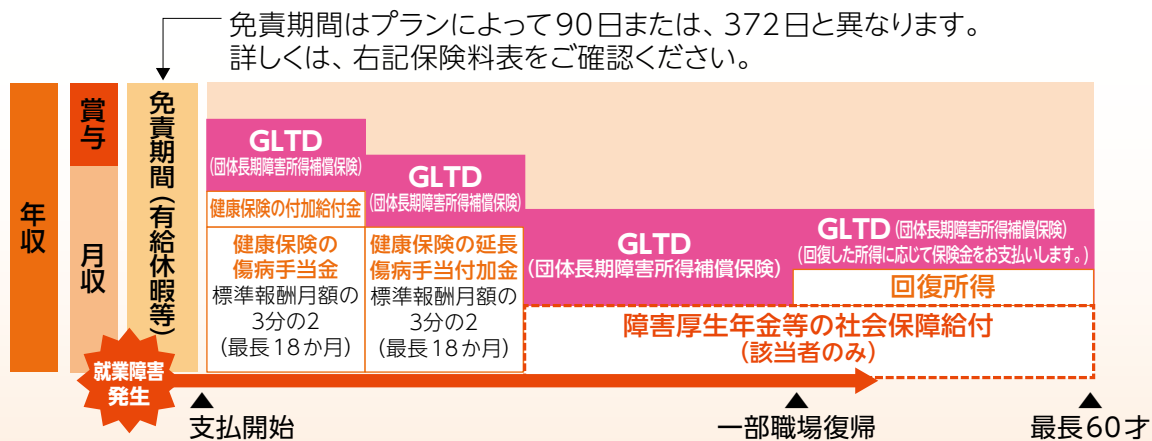 免責期間はプランによって90日または、372日と異なります。
詳しくは、右記保険料表をご確認ください。
年収
賞与
月収
免責期間(有給休暇等)
GLTD
(団体長期障害所得補償保険)
健康保険の付加給付金
健康保険の
傷病手当金
標準報酬月額の
3分の2
(最長18か月)
GLTD
(団体長期障害所得補償保険)
健康保険の延長
傷病手当付加金
標準報酬月額の
3分の2
(最長18か月)
GLTD
(団体長期障害所得補償保険)
GLTD(団体長期障害所得補償保険)
(回復した所得に応じて保険金をお支払いします。)
回復所得
障害厚生年金等の社会保障給付
(該当者のみ)
就業障害
発生
▲
支払開始
▲
一部職場復帰
▲
最長60才